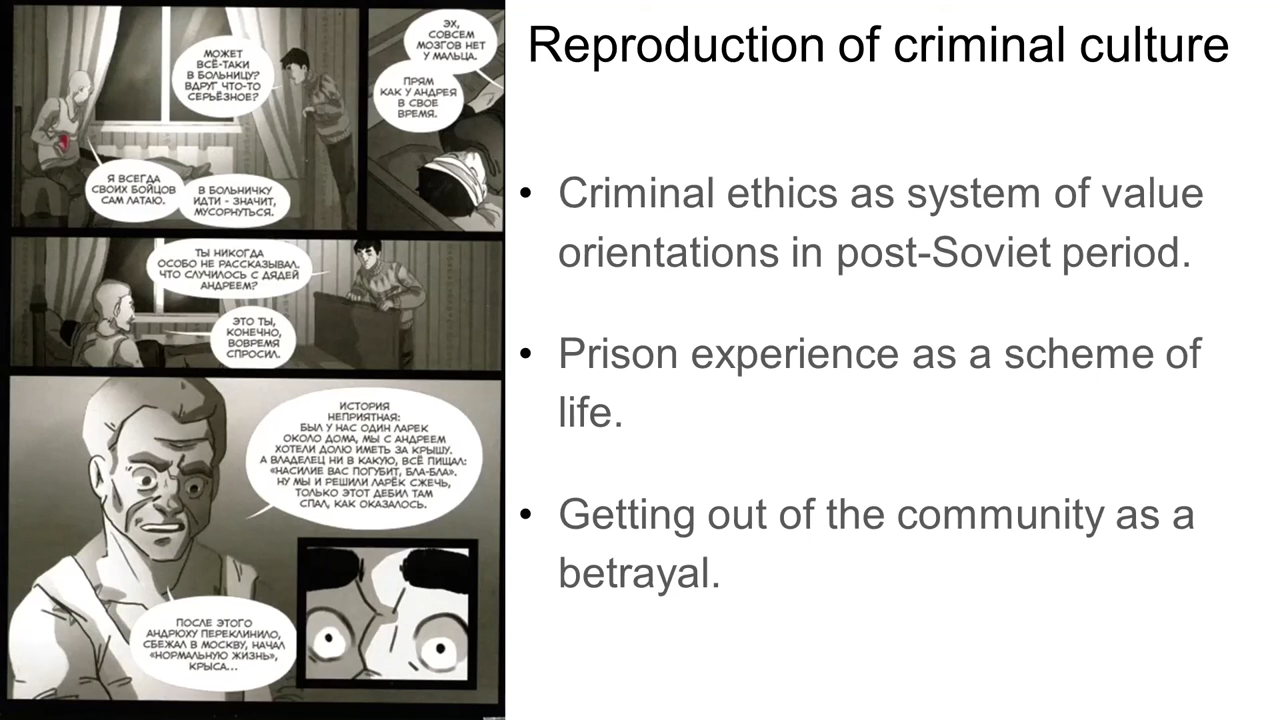 МОЖЕТ
ВСЁ-ТАКИ
В БОЛЬНИЦУ?
ВДРУГ ЧТО-ТО
СЕРЬЁЗНОЕ?
Я ВСЕГДА
СВОИХ БОЙЦОВ
САМ ЛАТАЮ.
В БОЛЬНИЧКУ
ИДТИ - ЗНАЧИТ,
МУСОРНУТЬСЯ.
ЭХ,
СОВСЕМ
МОЗГОВ НЕТ
У МАЛЬЦА.
ПРЯМ
КАК У АНДРЕЯ
В СВОЕ
ВРЕМЯ.
ТЫ НИКОГДА
ОСОБО НЕ РАССКАЗЫВАЛ,
ЧТО СЛУЧИЛОСЬ С ДЯДЕЙ
АНДРЕЕМ?
ЭТО ТЫ,
КОНЕЧНО,
ВОВРЕМЯ
СПРОСИЛ.
ИСТОРИЯ
НЕПРИЯТНАЯ:
БЫЛ У НАС ОДИН ЛАРЕК
ОКОЛО ДОМА, МЫ С АНДРЕЕМ
ХОТЕЛИ ДОЛЮ ИМЕТЬ ЗА КРЫШУ.
А ВЛАДЕЛЕЦ НИ В КАКУЮ, ВСЁ ПИЩАЛ:
«НАСИЛИЕ ВАС ПОГУБИТ, БЛА-БЛА».
НУ МЫ И РЕШИЛИ ЛАРЁК СЖЕЧЬ,
ТОЛЬКО ЭТОТ ДЕБИЛ ТАМ
СПАЛ, КАК ОКАЗАЛОСЬ.
ПОСЛЕ ЭТОГО
АНДРЮХУ ПЕРЕКЛИНИЛО,
СБЕЖАЛ В МОСКВУ, НАЧАЛ
«НОРМАЛЬНУЮ ЖИЗНЬ»,
КРЫСА...
Reproduction of criminal culture
• Criminal ethics as system of value
orientations in post-Soviet period.
• Prison experience as a scheme of
life.
• Getting out of the community as a
betrayal.